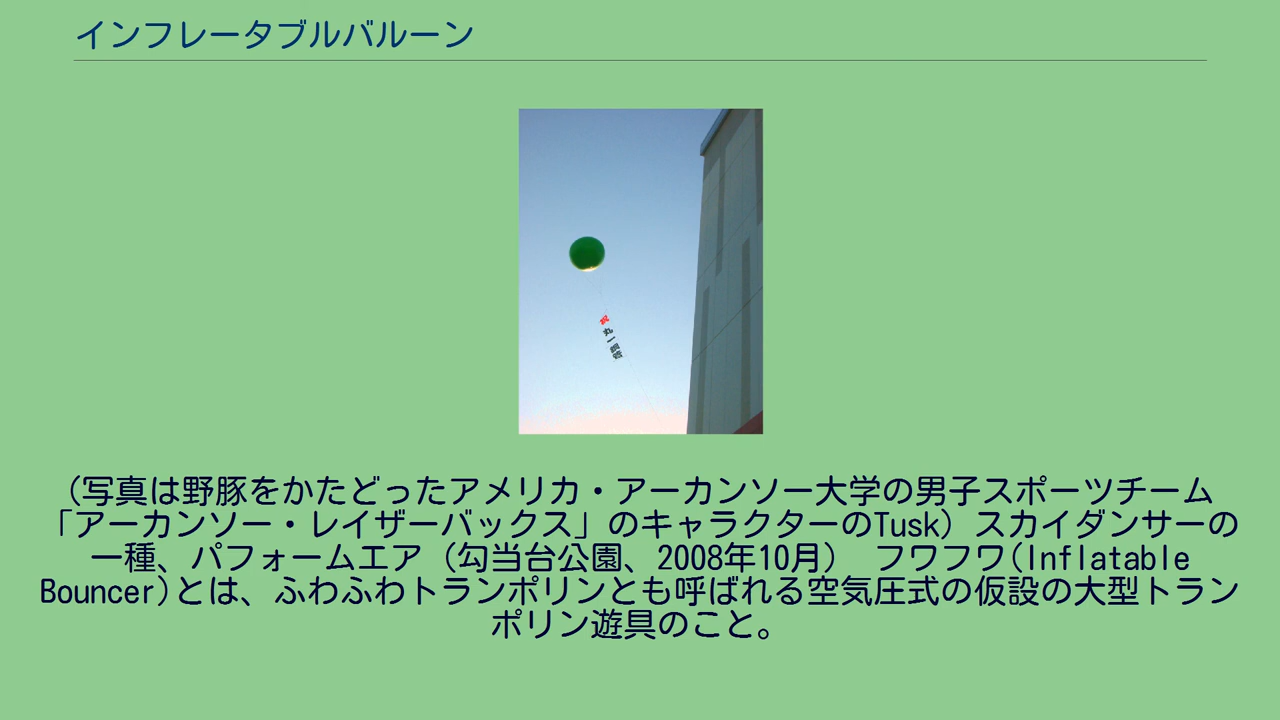 インフレータブルバルーン
(写真は野豚をかたどったアメリカ・アーカンソー大学の男子スポーツチーム
「アーカンソー・レイザーバックス」のキャラクターのTusk) スカイダンサーの
一種、パフォームエア (勾当台公園、2008年10月) フワフワ(Inflatable
Bouncer)とは、ふわふわトランポリンとも呼ばれる空気圧式の仮設の大型トラン
ポリン遊具のこと。